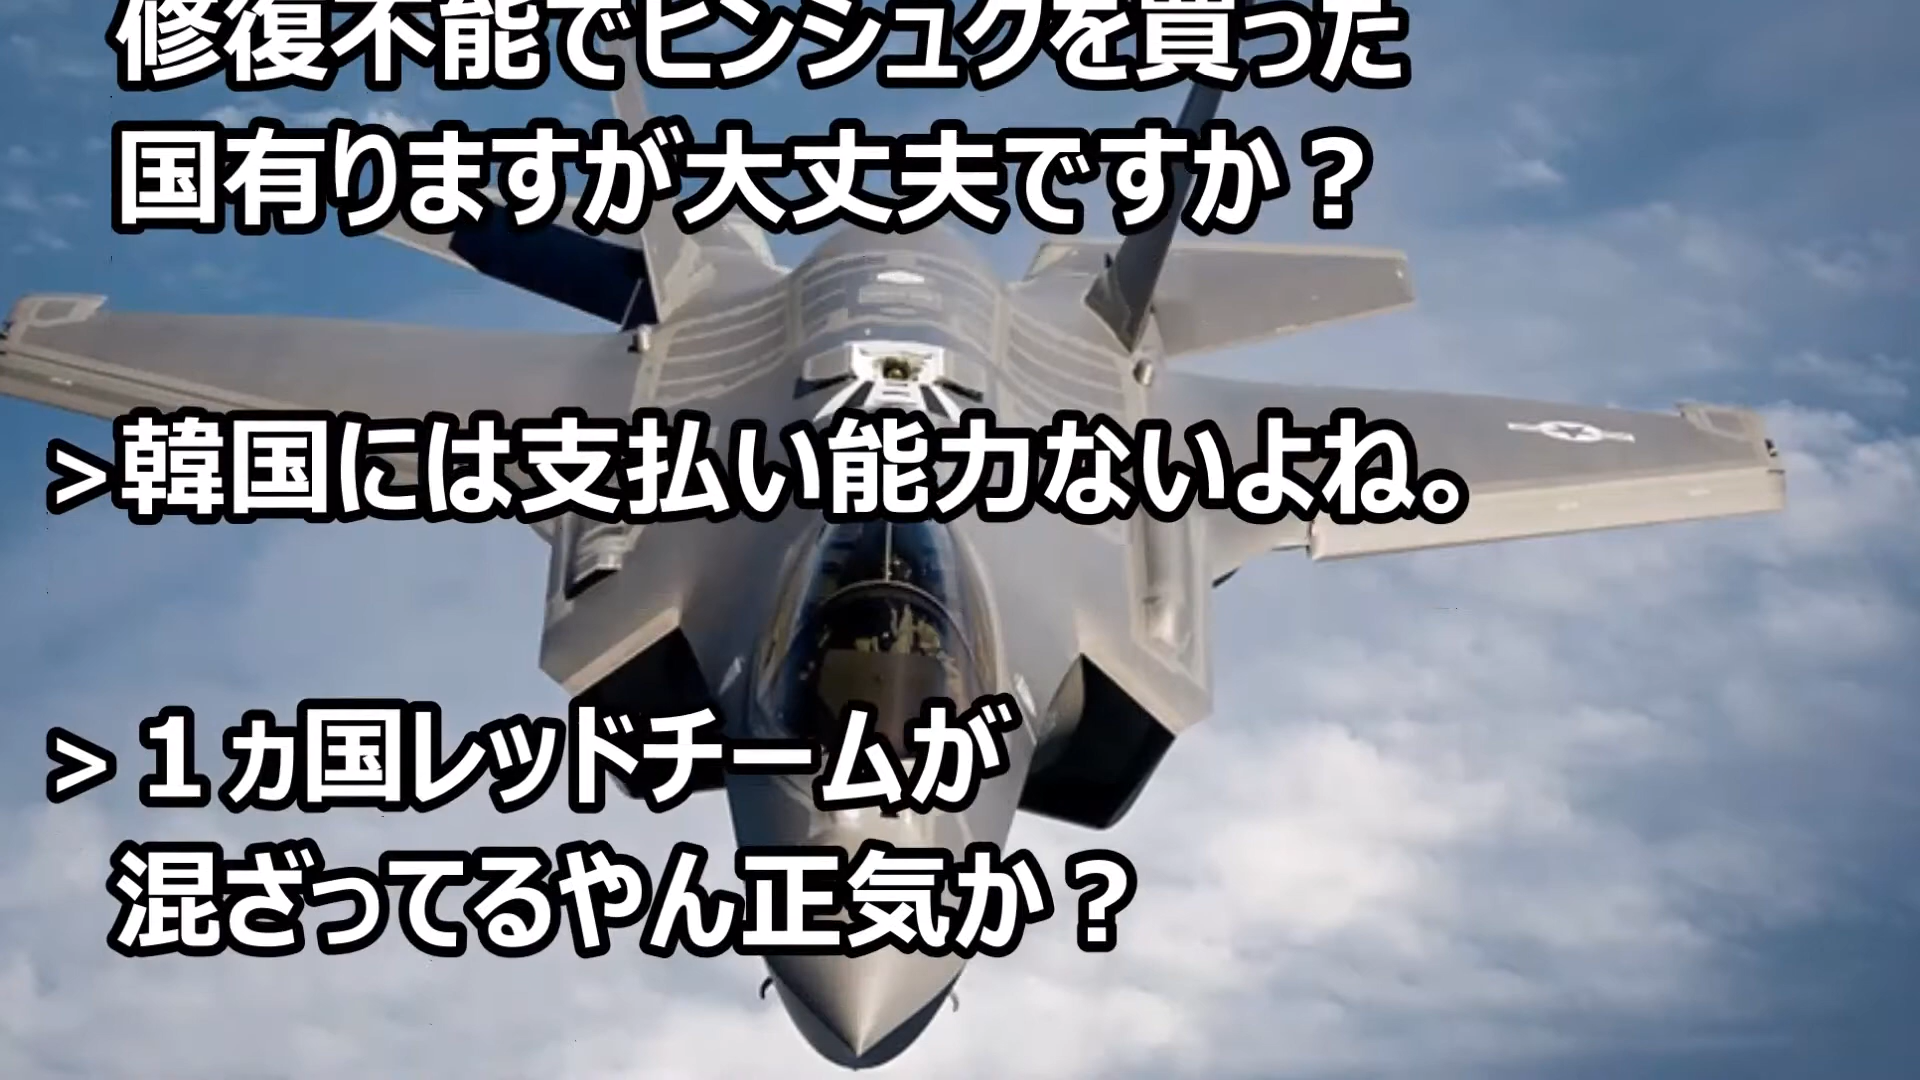 修復不能でヒンシュクを買った
国有りますが大丈夫ですか？
>韓国には支払い能力ないよね。
>１ヵ国レッドチームが
混ざってるやん正気か？